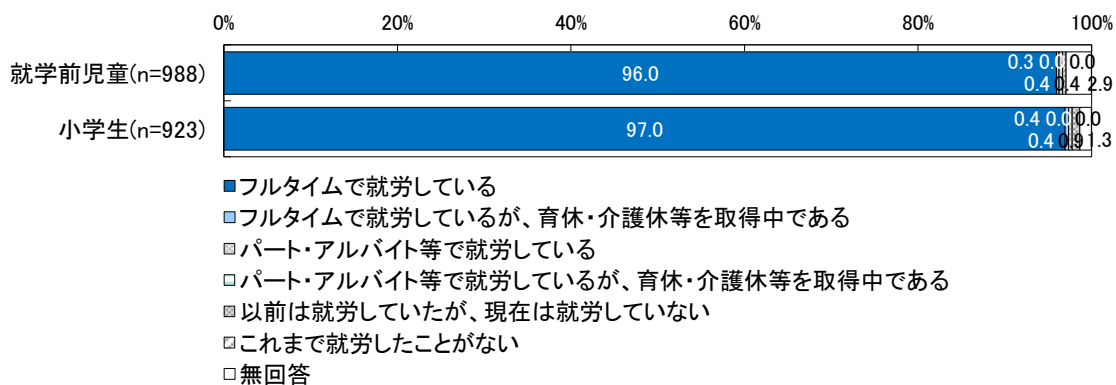 0% 20% 40% 60% 80% 100%
就学前児童(n=988) 96.0 0.3 0.0 0.0
0.4 0.4 2.9
小学生(n=923) 97.0 0.4 0.0 0.0
0.4 0.9 1.3
フルタイムで就労している
フルタイムで就労しているが、育休・介護休等を取得中である
パート・アルバイト等で就労している
パート・アルバイト等で就労しているが、育休・介護休等を取得中である
以前は就労していたが、現在は就労していない
これまで就労したことがない
無回答